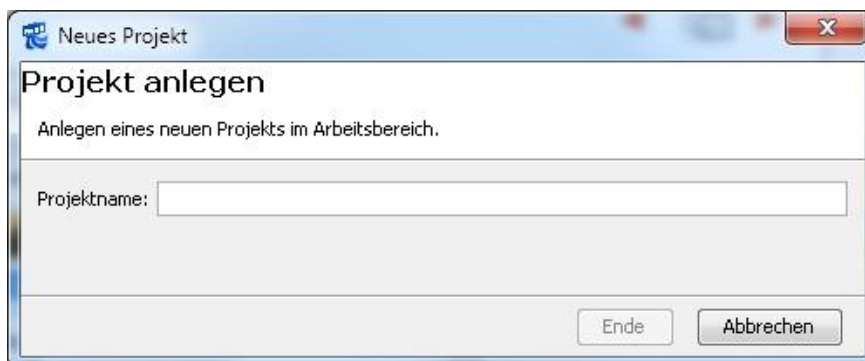 Neues Projekt
Projekt anlegen
Anlegen eines neuen Projekts im Arbeitsbereich.
Projektname:
Ende Abbrechen